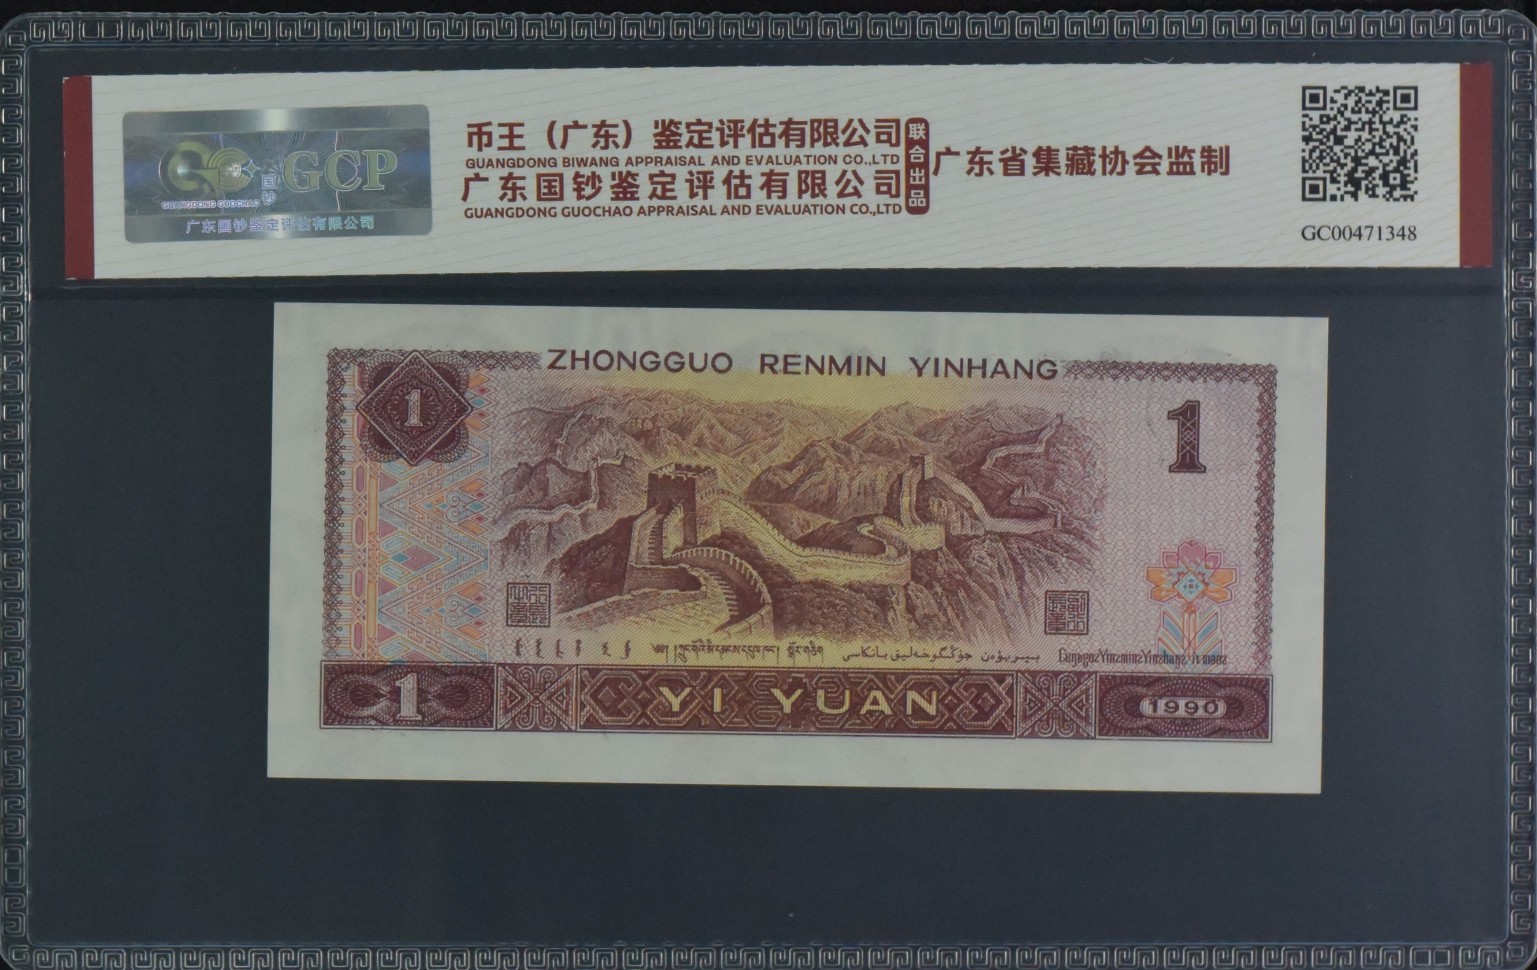 GCP
国钞
GUANGDONG GUOCHAO
广东国钞鉴定评估有限公司
币王（广东）鉴定评估有限公司
GUANGDONG BIWANG APPRAISAL AND EVALUATION CO.,LTD
广东国钞鉴定评估有限公司
GUANGDONG GUOCHAO APPRAISAL AND EVALUATION CO.,LTD
联合出品
广东省集藏协会监制
GC00471348
ZHONGGUO RENMIN YINHANG
1
1
1 YI YUAN 1990